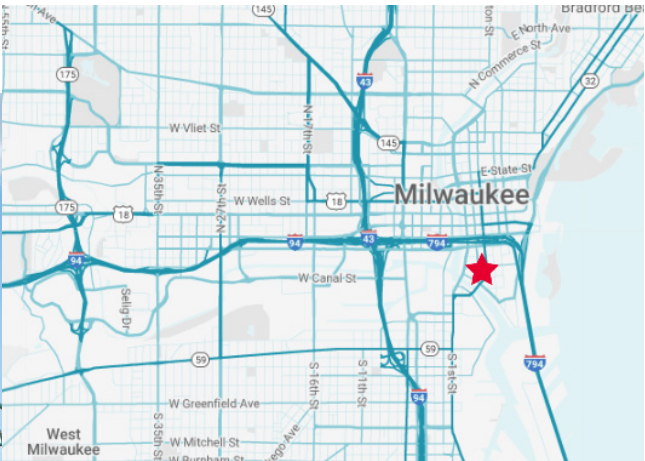 145
Bradford Be
E North Ave
N Commerce St
175
43
32
W Vliet St
N 17th St
145
E State St
N 35th St
N 27th St
W Wells St
18
Milwaukee
175
18
94
43
794
94
W Canal St
Selig Dr
59
59
S 1st St
794
S 16th St
S 11th St
94
W Greenfield Ave
West
Milwaukee
S 35th St
W Mitchell St
W Burnham St